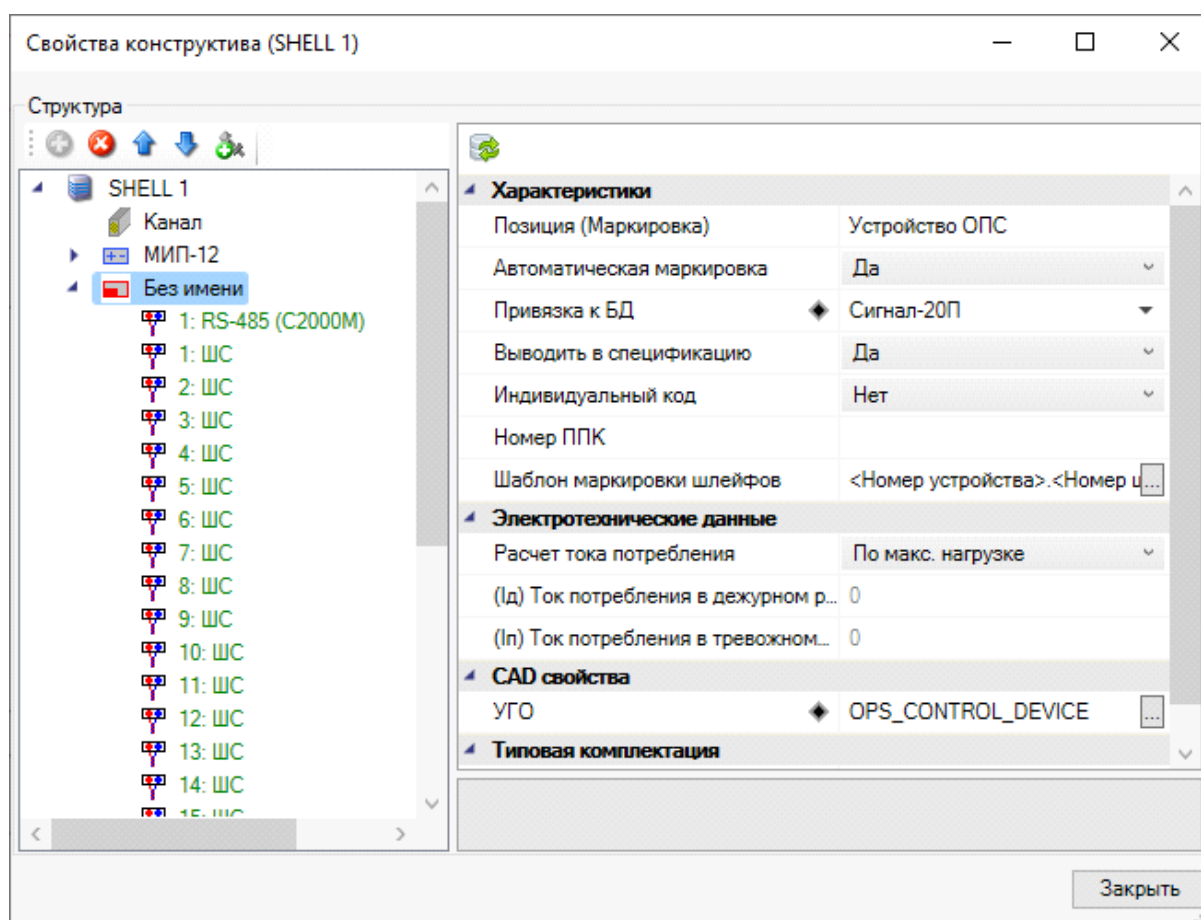 Свойства конструктива (SHELL 1)
Структура
SHELL 1
Канал
МИП-12
Без имени
1: RS-485 (С2000М)
1: ШС
2: ШС
3: ШС
4: ШС
5: ШС
6: ШС
7: ШС
8: ШС
9: ШС
10: ШС
11: ШС
12: ШС
13: ШС
14: ШС
15: ШС
Характеристики
Позиция (Маркировка) Устройство ОПС
Автоматическая маркировка Да
Привязка к БД Сигнал-20П
Выводить в спецификацию Да
Индивидуальный код Нет
Номер ППК
Шаблон маркировки шлейфов <Номер устройства>.<Номер ц...
Электротехнические данные
Расчет тока потребления По макс. нагрузке
(Iд) Ток потребления в дежурном р... 0
(Iп) Ток потребления в тревожном... 0
CAD свойства
УГО OPS_CONTROL_DEVICE ...
Типовая комплектация
Закрыть